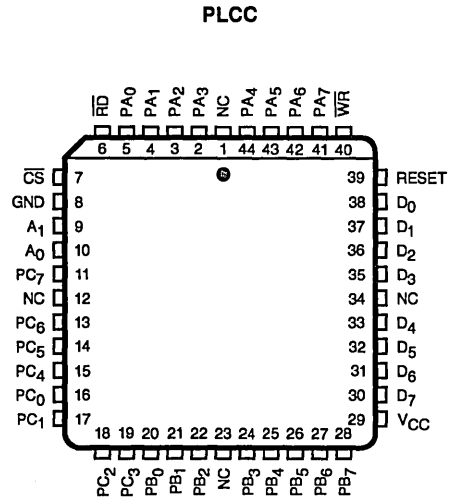 PLCC
R̅D̅ PA0 PA1 PA2 PA3 NC PA4 PA5 PA6 PA7 W̅R̅
6 5 4 3 2 1 44 43 42 41 40
C̅S̅ 7 39 RESET
GND 8 38 D0
A1 9 37 D1
A0 10 36 D2
PC7 11 35 D3
NC 12 34 NC
PC6 13 33 D4
PC5 14 32 D5
PC4 15 31 D6
PC0 16 30 D7
PC1 17 29 VCC
18 19 20 21 22 23 24 25 26 27 28
PC2 PC3 PB0 PB1 PB2 NC PB3 PB4 PB5 PB6 PB7